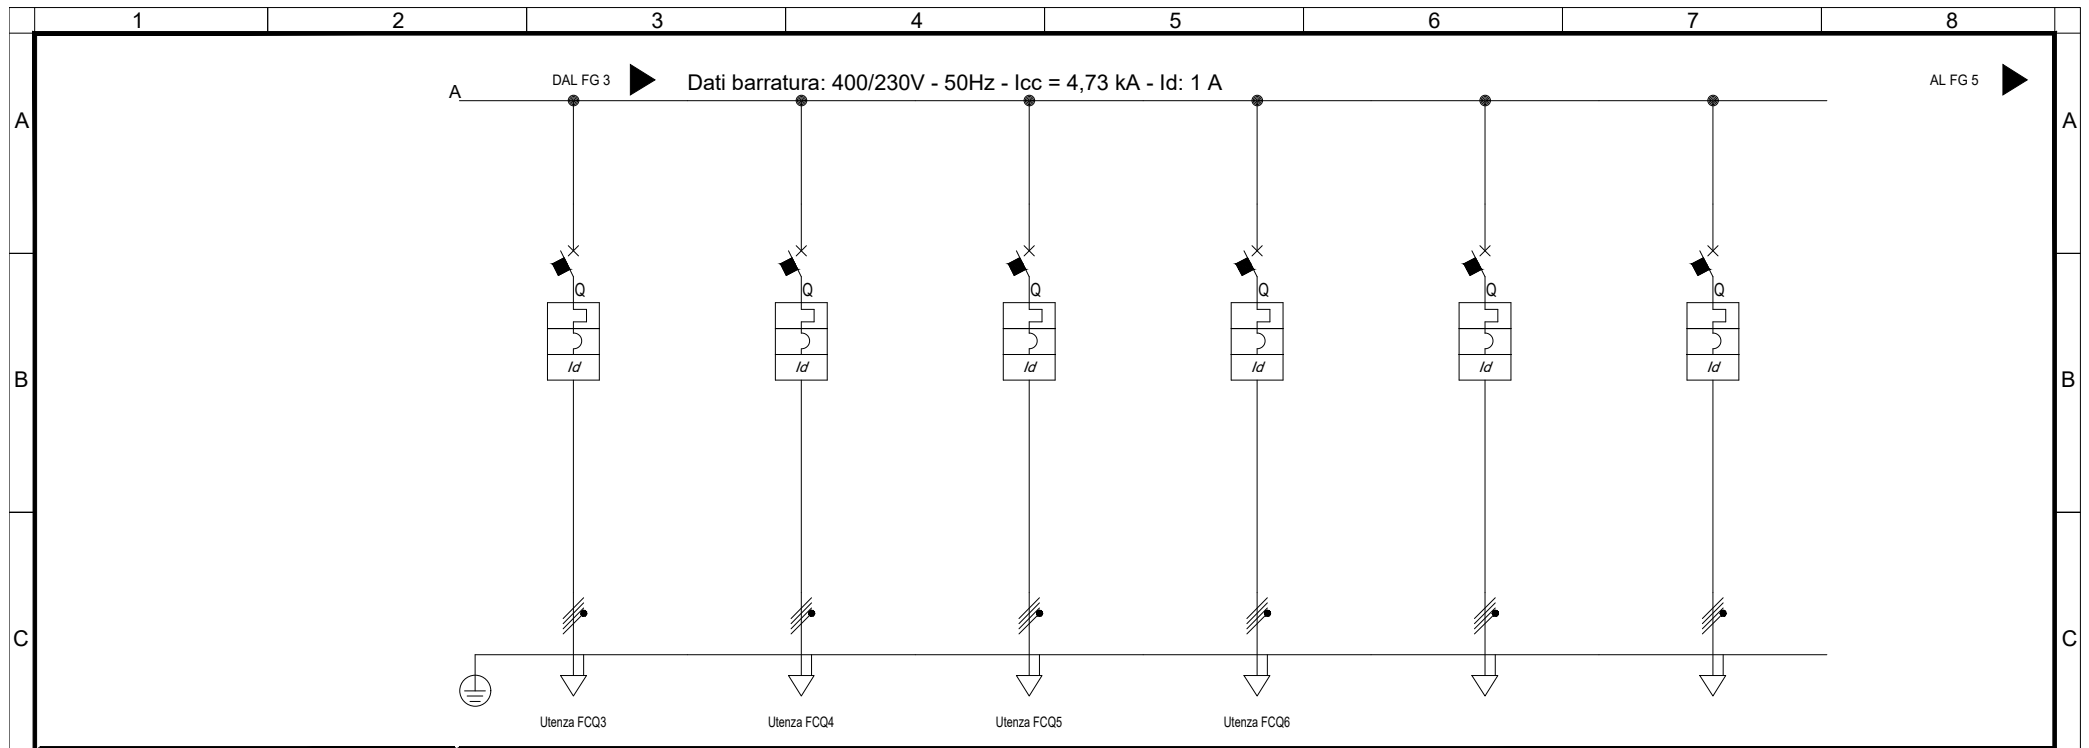 1 2 3 4 5 6 7 8
DAL FG 3 Dati barratura: 400/230V - 50Hz - Icc = 4,73 kA - Id: 1 A AL FG 5
A
A A
Q Q Q Q Q Q
Id Id Id Id Id Id
B B
C C
Utenza FCQ3 Utenza FCQ4 Utenza FCQ5 Utenza FCQ6